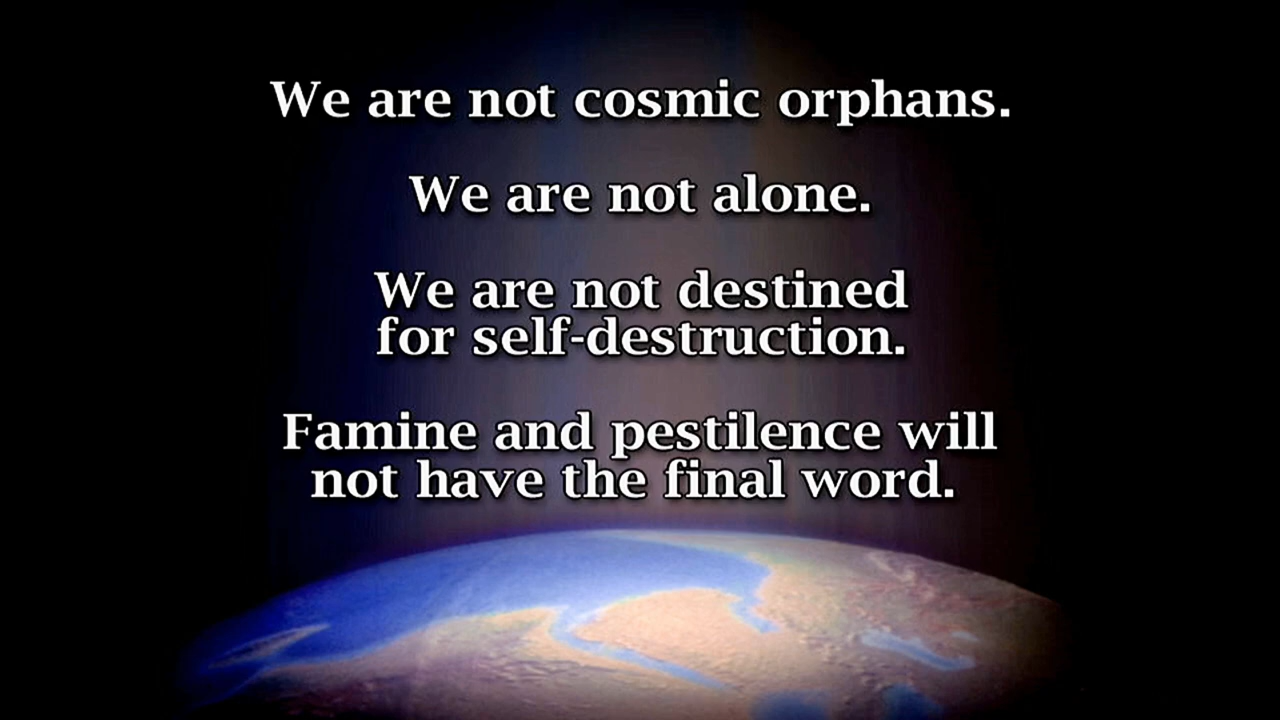 We are not cosmic orphans.
We are not alone.
We are not destined
for self-destruction.
Famine and pestilence will
not have the final word.